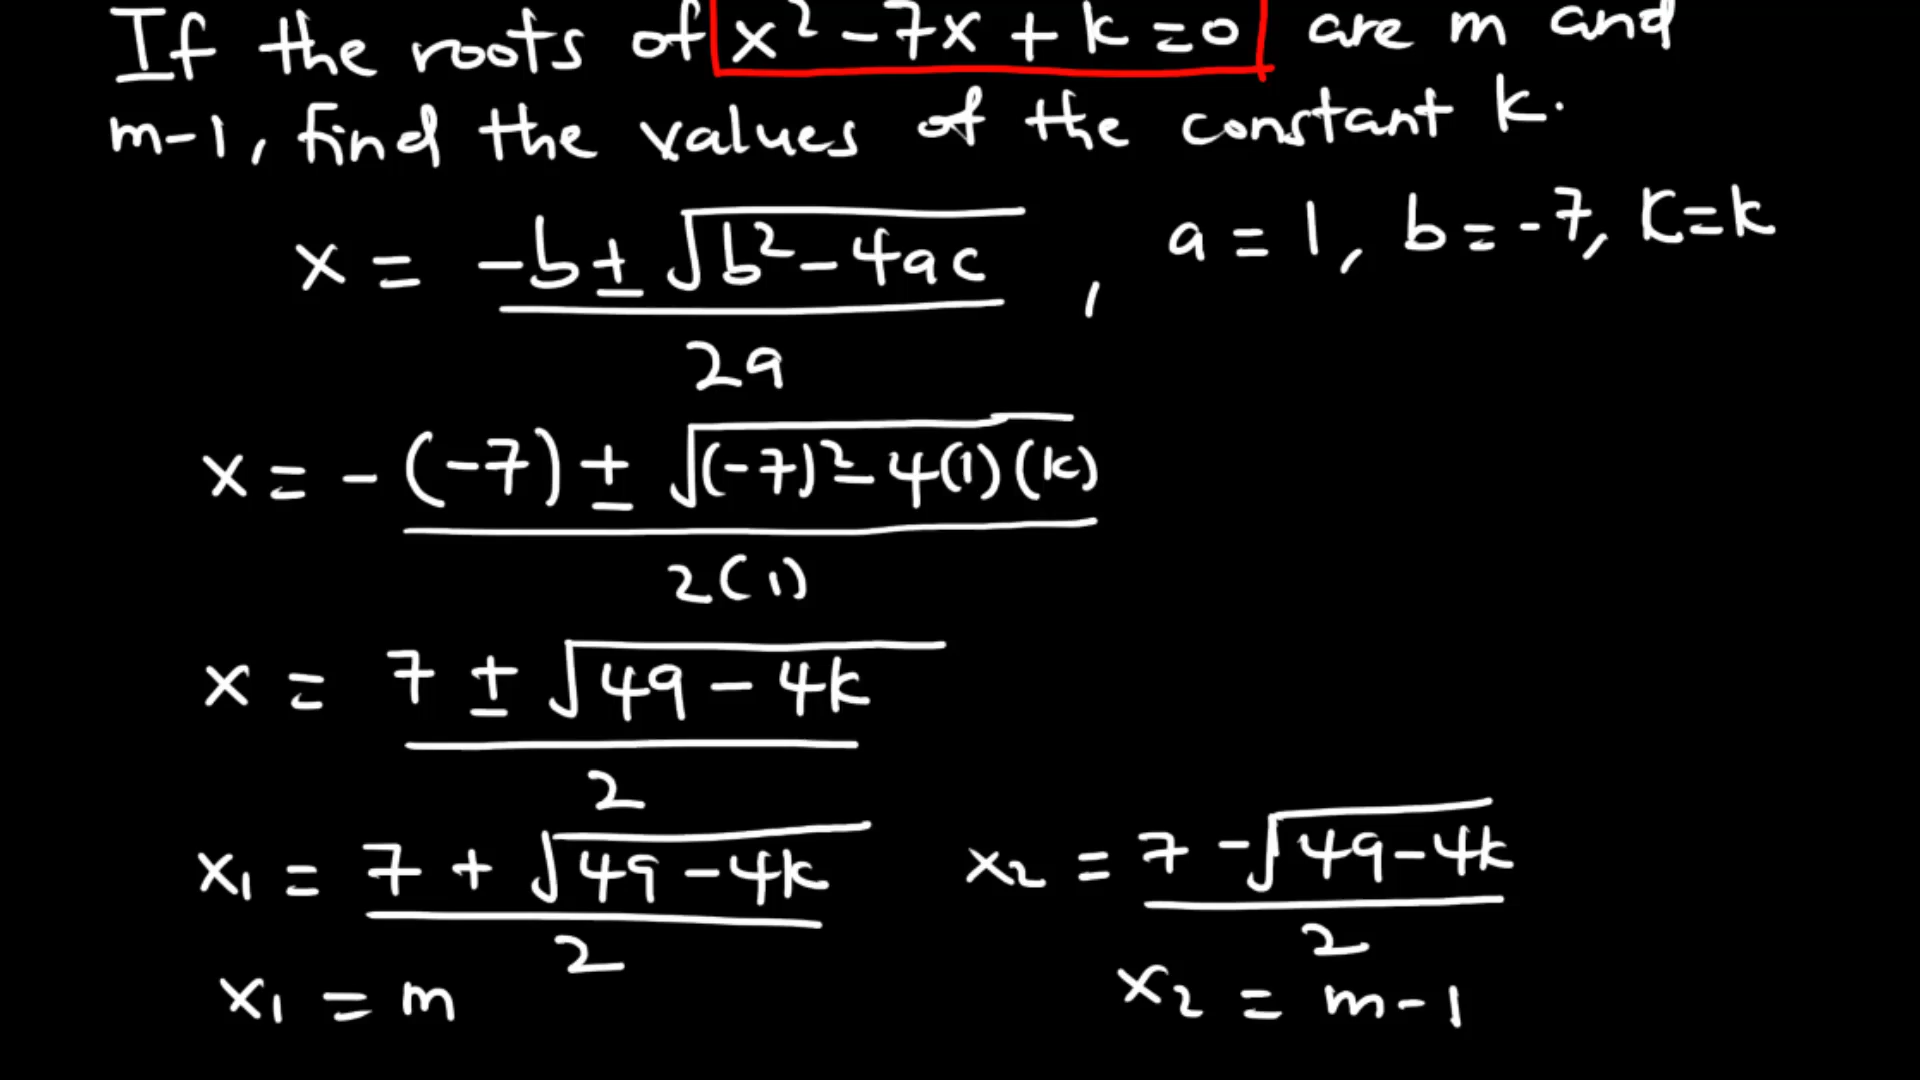 If the roots of x² - 7x + k = 0 are m and
m-1, find the values of the constant k.
x = (-b ± √(b² - 4ac)) / 2a , a = 1, b = -7, K = k
x = -(-7) ± √((-7)² - 4(1)(k)) / 2(1)
x = (7 ± √(49 - 4k)) / 2
x₁ = (7 + √(49 - 4k)) / 2 x₂ = (7 - √(49 - 4k)) / 2
x₁ = m x₂ = m - 1